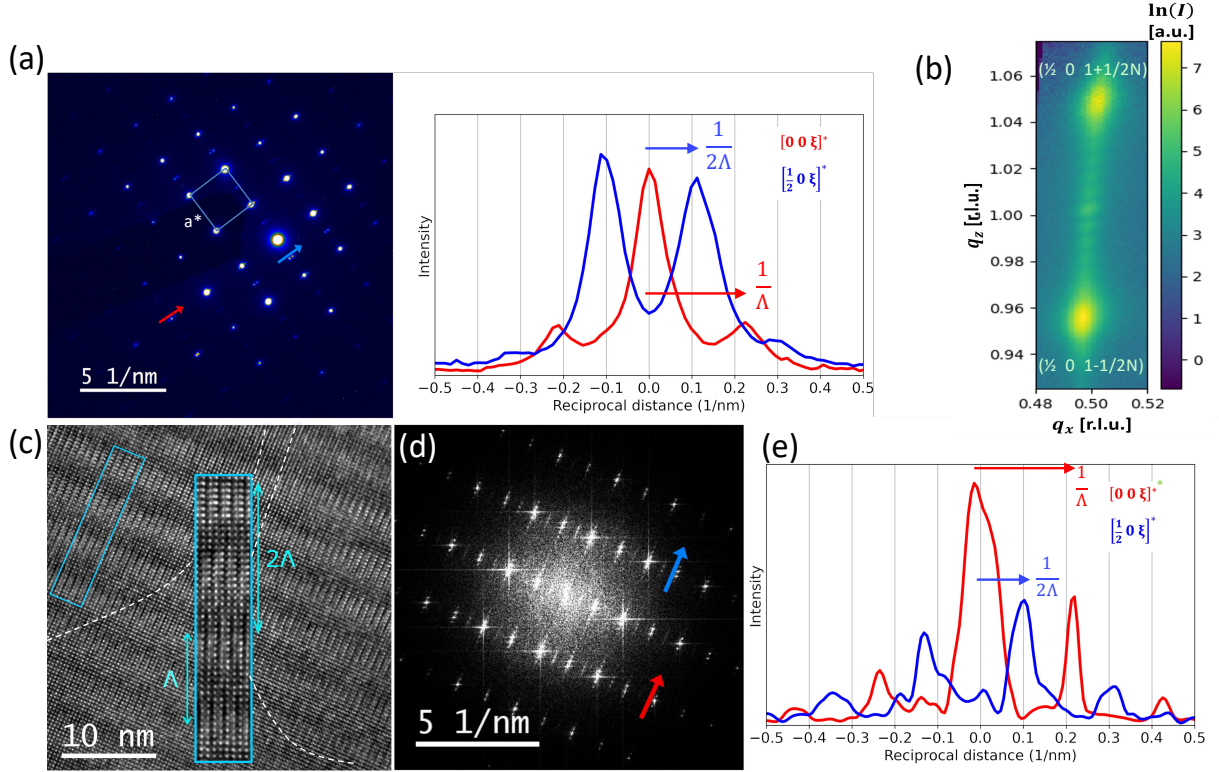 (a)
a*
5 1/nm
Intensity
1/2Λ
[0 0 ξ]*
[½ 0 ξ]*
1/Λ
−0.5 −0.4 −0.3 −0.2 −0.1 0.0 0.1 0.2 0.3 0.4 0.5
Reciprocal distance (1/nm)
(b)
ln(I)
[a.u.]
(½ 0 1+1/2N)
1.06
1.04
1.02
1.00
0.98
0.96
0.94
q_z [r.l.u.]
(½ 0 1-1/2N)
0.48 0.50 0.52
q_x [r.l.u.]
7
6
5
4
3
2
1
0
(c)
2Λ
Λ
10 nm
(d)
5 1/nm
(e)
Intensity
1/Λ
[0 0 ξ]*
[½ 0 ξ]*
1/2Λ
−0.5 −0.4 −0.3 −0.2 −0.1 0.0 0.1 0.2 0.3 0.4 0.5
Reciprocal distance (1/nm)